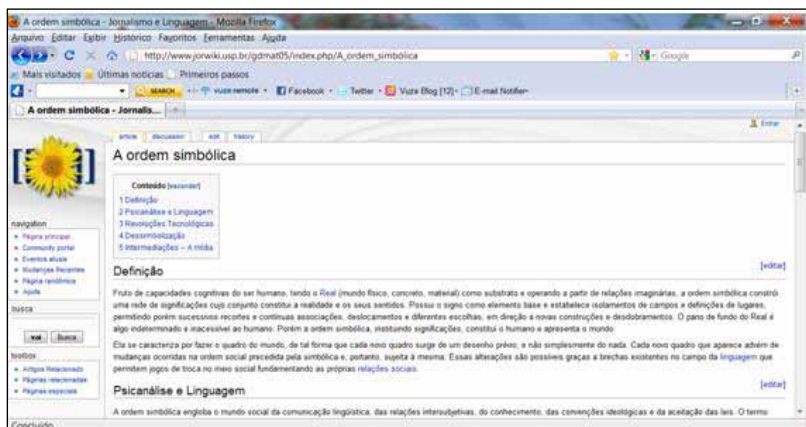 A ordem simbólica - Jornalismo e Linguagem - Mozilla Firefox
Arquivo Editar Exibir Histórico Favoritos Ferramentas Ajuda
http://www.jorwiki.usp.br/gdmat05/index.php/A_ordem_simbólica
Google
Mais visitados Últimas notícias Primeiros passos
SEARCH vuze remote Facebook Twitter Vuze Blog [12] E-mail Notifier
A ordem simbólica - Jornalis...
Entrar
article discussion edit history
A ordem simbólica
Conteúdo [esconder]
1 Definição
2 Psicanálise e Linguagem
3 Revoluções Tecnológicas
4 Dessimbolização
5 Intermediações – A mídia
navigation
Página principal
Community portal
Eventos atuais
Mudanças Recentes
Página randômica
Ajuda
busca
vai Busca
toolbox
Artigos Relacionado
Páginas relacionadas
Páginas especiais
Definição [editar]
Fruto de capacidades cognitivas do ser humano, tendo o Real (mundo físico, concreto, material) como substrato e operando a partir de relações imaginárias, a ordem simbólica constrói
uma rede de significações cujo conjunto constitui a realidade e os seus sentidos. Possui o signo como elemento base e estabelece isolamentos de campos e definições de lugares,
permitindo porém sucessivos recortes e contínuas associações, deslocamentos e diferentes escolhas, em direção a novas construções e desdobramentos. O pano de fundo do Real é
algo indeterminado e inacessível ao humano. Porém a ordem simbólica, instituindo significações, constitui o humano e apresenta o mundo.
Ela se caracteriza por fazer o quadro do mundo, de tal forma que cada novo quadro surge de um desenho prévio, e não simplesmente do nada. Cada novo quadro que aparece advém de
mudanças ocorridas na ordem social precedida pela simbólica e, portanto, sujeita à mesma. Essas alterações são possíveis graças a brechas existentes no campo da linguagem que
permitem jogos de troca no meio social fundamentando as próprias relações sociais.
Psicanálise e Linguagem [editar]
A ordem simbólica engloba o mundo social da comunicação lingüística, das relações intersubjetivas, do conhecimento, das convenções ideológicas e da aceitação das leis. O termo
Concluído